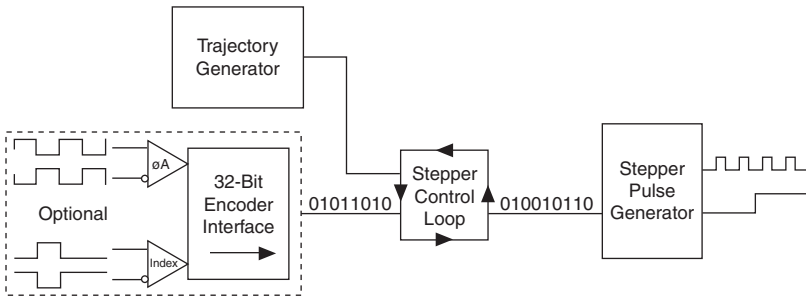 Trajectory
Generator
øA
Optional
Index
32-Bit
Encoder
Interface
01011010
Stepper
Control
Loop
010010110
Stepper
Pulse
Generator